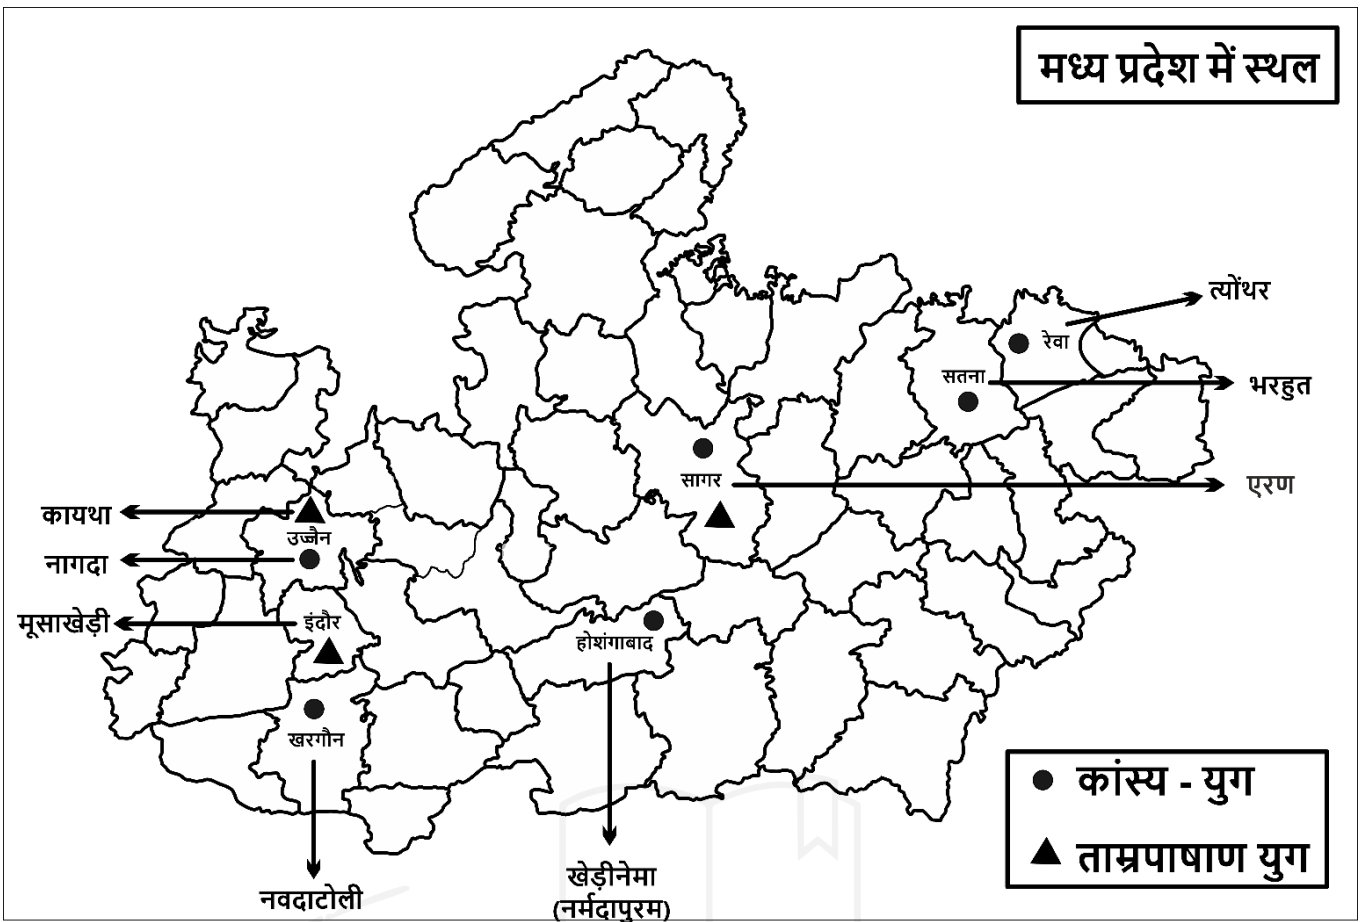 मध्य प्रदेश में स्थल
त्योंथर
रेवा
सतना
भरहुत
सागर
एरण
कायथा
उज्जैन
नागदा
मूसाखेड़ी
इंदौर
होशंगाबाद
खरगौन
कांस्य - युग
ताम्रपाषाण युग
खेड़ीनेमा
(नर्मदापुरम)
नवदाटोली